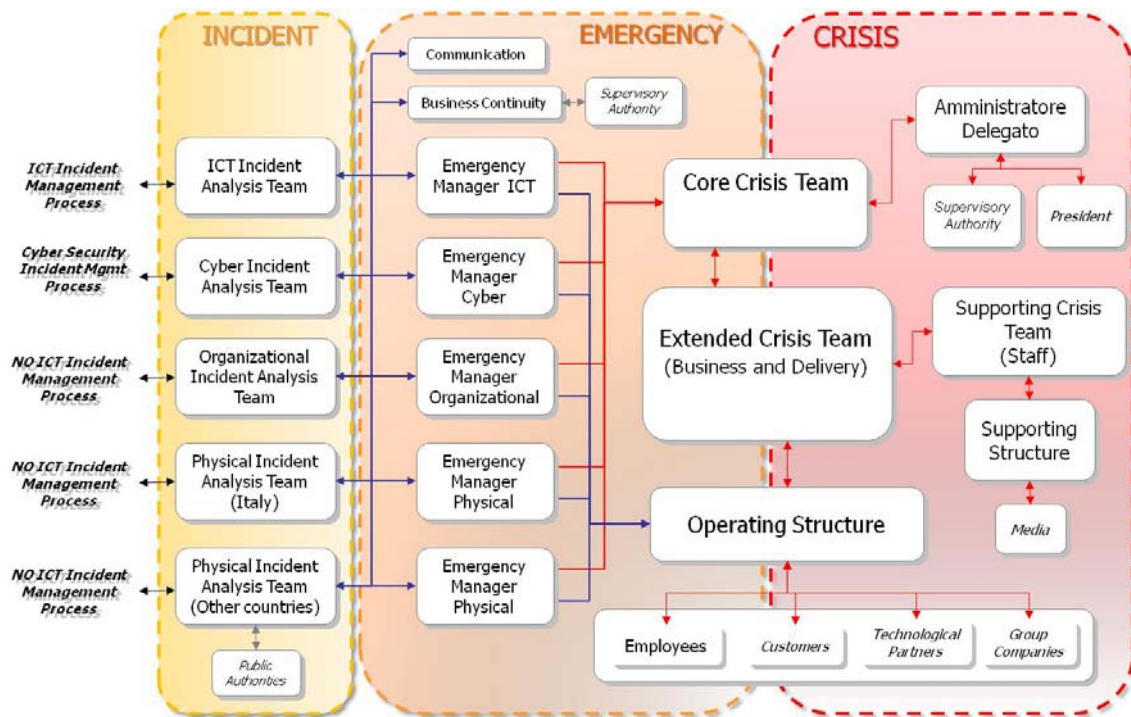 INCIDENT
EMERGENCY
CRISIS
ICT Incident
Management
Process
Cyber Security
Incident Mgmt
Process
NO ICT Incident
Management
Process
NO ICT Incident
Management
Process
NO ICT Incident
Management
Process
ICT Incident
Analysis Team
Cyber Incident
Analysis Team
Organizational
Incident Analysis
Team
Physical Incident
Analysis Team
(Italy)
Physical Incident
Analysis Team
(Other countries)
Public
Authorities
Communication
Business Continuity
Supervisory
Authority
Emergency
Manager ICT
Emergency
Manager
Cyber
Emergency
Manager
Organizational
Emergency
Manager
Physical
Emergency
Manager
Physical
Core Crisis Team
Extended Crisis Team
(Business and Delivery)
Operating Structure
Employees
Customers
Technological
Partners
Group
Companies
Amministratore
Delegato
Supervisory
Authority
President
Supporting Crisis
Team
(Staff)
Supporting
Structure
Media